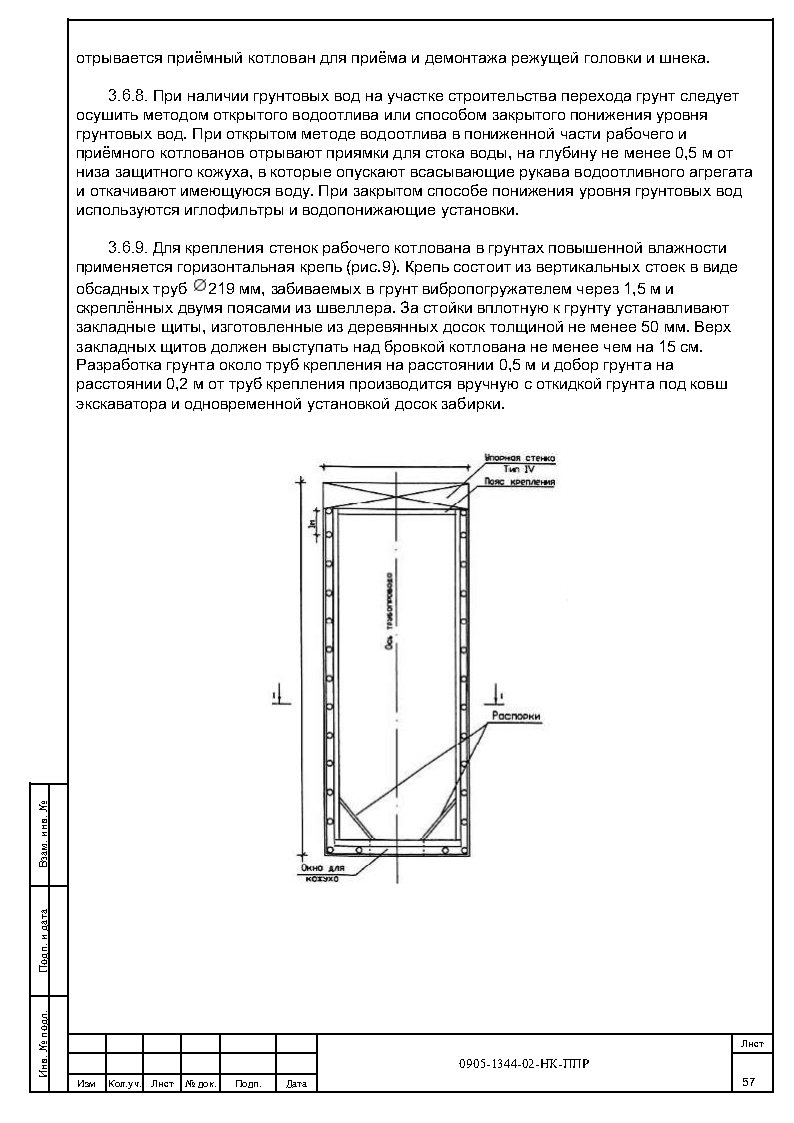 отрывается приёмный котлован для приёма и демонтажа режущей головки и шнека.
3.6.8. При наличии грунтовых вод на участке строительства перехода грунт следует
осушить методом открытого водоотлива или способом закрытого понижения уровня
грунтовых вод. При открытом методе водоотлива в пониженной части рабочего и
приёмного котлованов отрывают приямки для стока воды, на глубину не менее 0,5 м от
низа защитного кожуха, в которые опускают всасывающие рукава водоотливного агрегата
и откачивают имеющуюся воду. При закрытом способе понижения уровня грунтовых вод
используются иглофильтры и водопонижающие установки.
3.6.9. Для крепления стенок рабочего котлована в грунтах повышенной влажности
применяется горизонтальная крепь (рис.9). Крепь состоит из вертикальных стоек в виде
обсадных труб ∅219 мм, забиваемых в грунт вибропогружателем через 1,5 м и
скреплённых двумя поясами из швеллера. За стойки вплотную к грунту устанавливают
закладные щиты, изготовленные из деревянных досок толщиной не менее 50 мм. Верх
закладных щитов должен выступать над бровкой котлована не менее чем на 15 см.
Разработка грунта около труб крепления на расстоянии 0,5 м и добор грунта на
расстоянии 0,2 м от труб крепления производится вручную с откидкой грунта под ковш
экскаватора и одновременной установкой досок забирки.
Упорная стенка
Тип IV
Пояс крепления
1м
Ось трубопровода
1
1
Распорки
Окно для
кожуха
Взам. инв. №
Подп. и дата
Инв. № подл.
Изм
Кол.уч.
Лист
№ док.
Подп.
Дата
0905-1344-02-НК-ППР
Лист
57